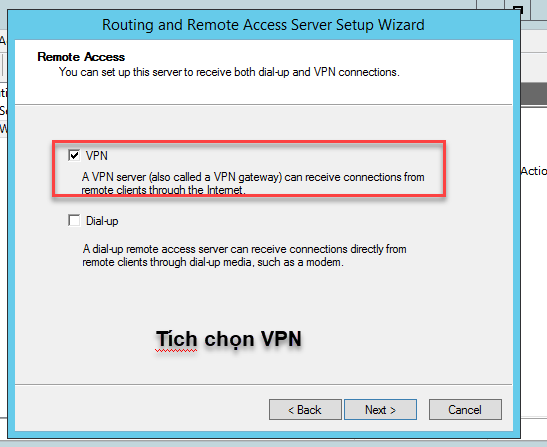 Routing and Remote Access Server Setup Wizard
Remote Access
You can set up this server to receive both dial-up and VPN connections.
VPN
A VPN server (also called a VPN gateway) can receive connections from
remote clients through the Internet.
Actio
Dial-up
A dial-up remote access server can receive connections directly from
remote clients through dial-up media, such as a modem.
Tích chọn VPN
< Back
Next >
Cancel